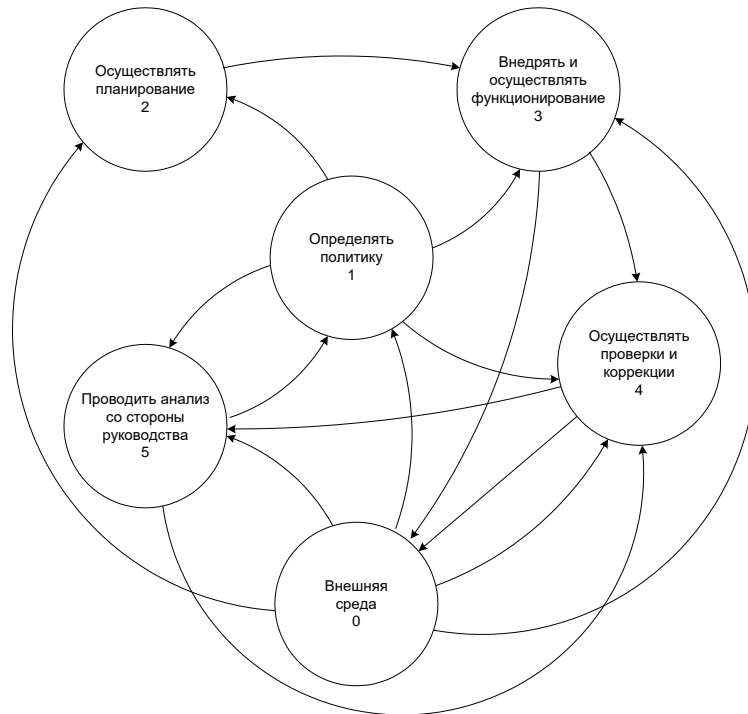 Осуществлять
планирование
2
Внедрять и
осуществлять
функционирование
3
Определять
политику
1
Осуществлять
проверки и
коррекции
4
Проводить анализ
со стороны
руководства
5
Внешняя
среда
0